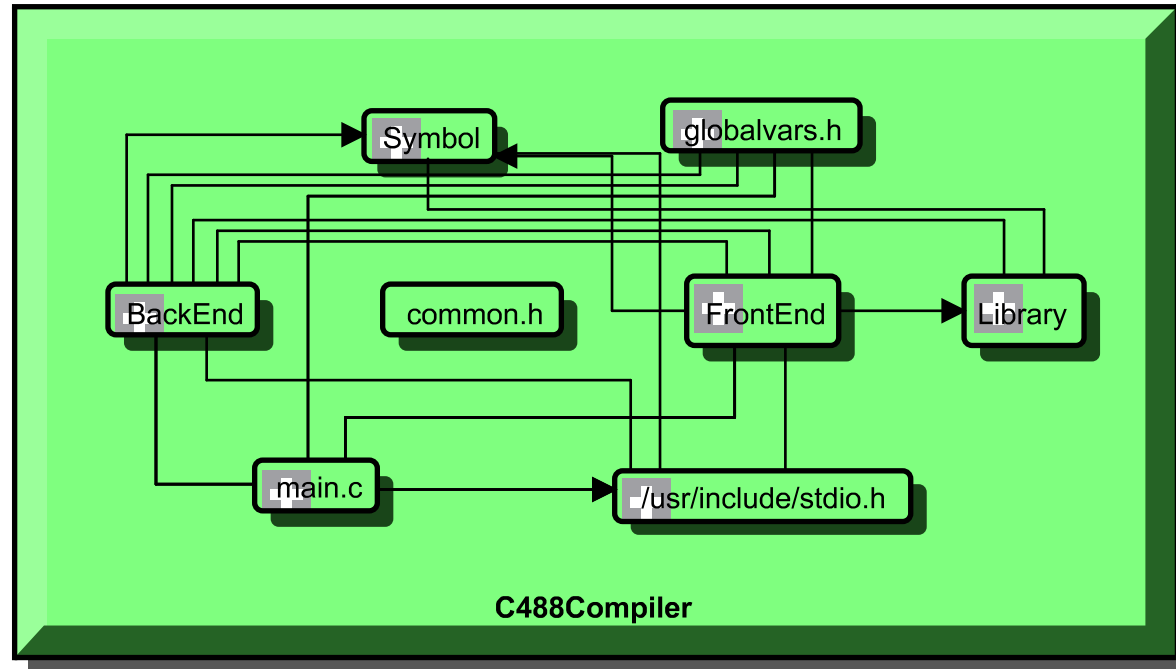 Symbol
globalvars.h
BackEnd
common.h
FrontEnd
Library
main.c
/usr/include/stdio.h
C488Compiler